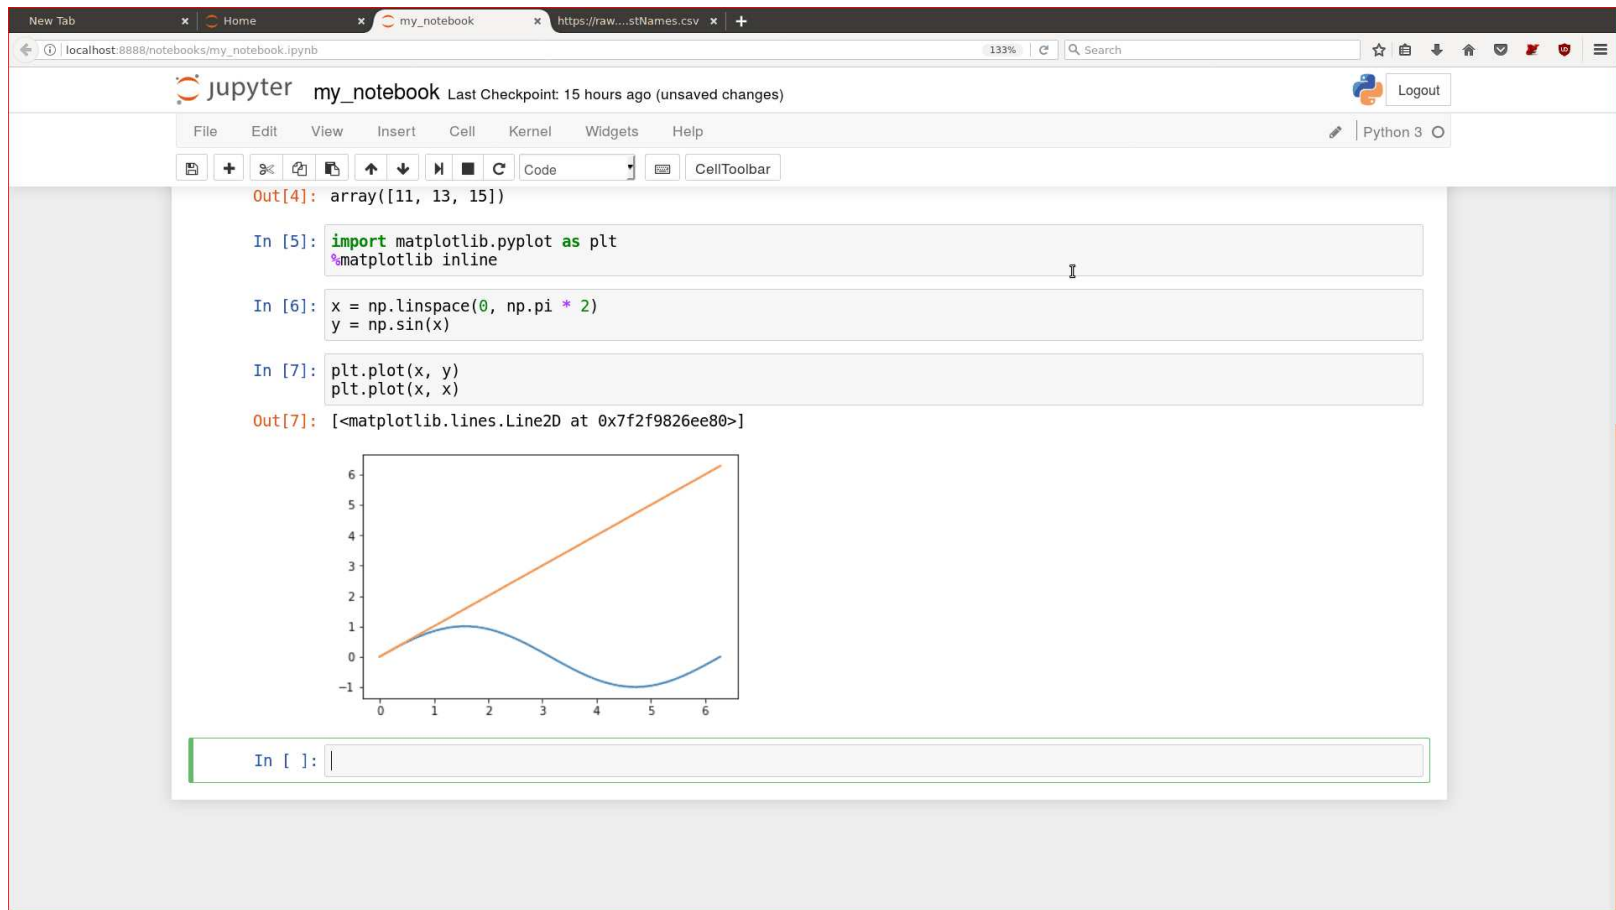 New Tab × Home × my_notebook × https://raw....stNames.csv × +
localhost:8888/notebooks/my_notebook.ipynb 133% Search
jupyter my_notebook Last Checkpoint: 15 hours ago (unsaved changes) Logout
File Edit View Insert Cell Kernel Widgets Help Python 3
Code CellToolbar
Out[4]: array([11, 13, 15])
In [5]: import matplotlib.pyplot as plt
%matplotlib inline
In [6]: x = np.linspace(0, np.pi * 2)
y = np.sin(x)
In [7]: plt.plot(x, y)
plt.plot(x, x)
Out[7]: [<matplotlib.lines.Line2D at 0x7f2f9826ee80>]
6
5
4
3
2
1
0
−1
0 1 2 3 4 5 6
In [ ]: